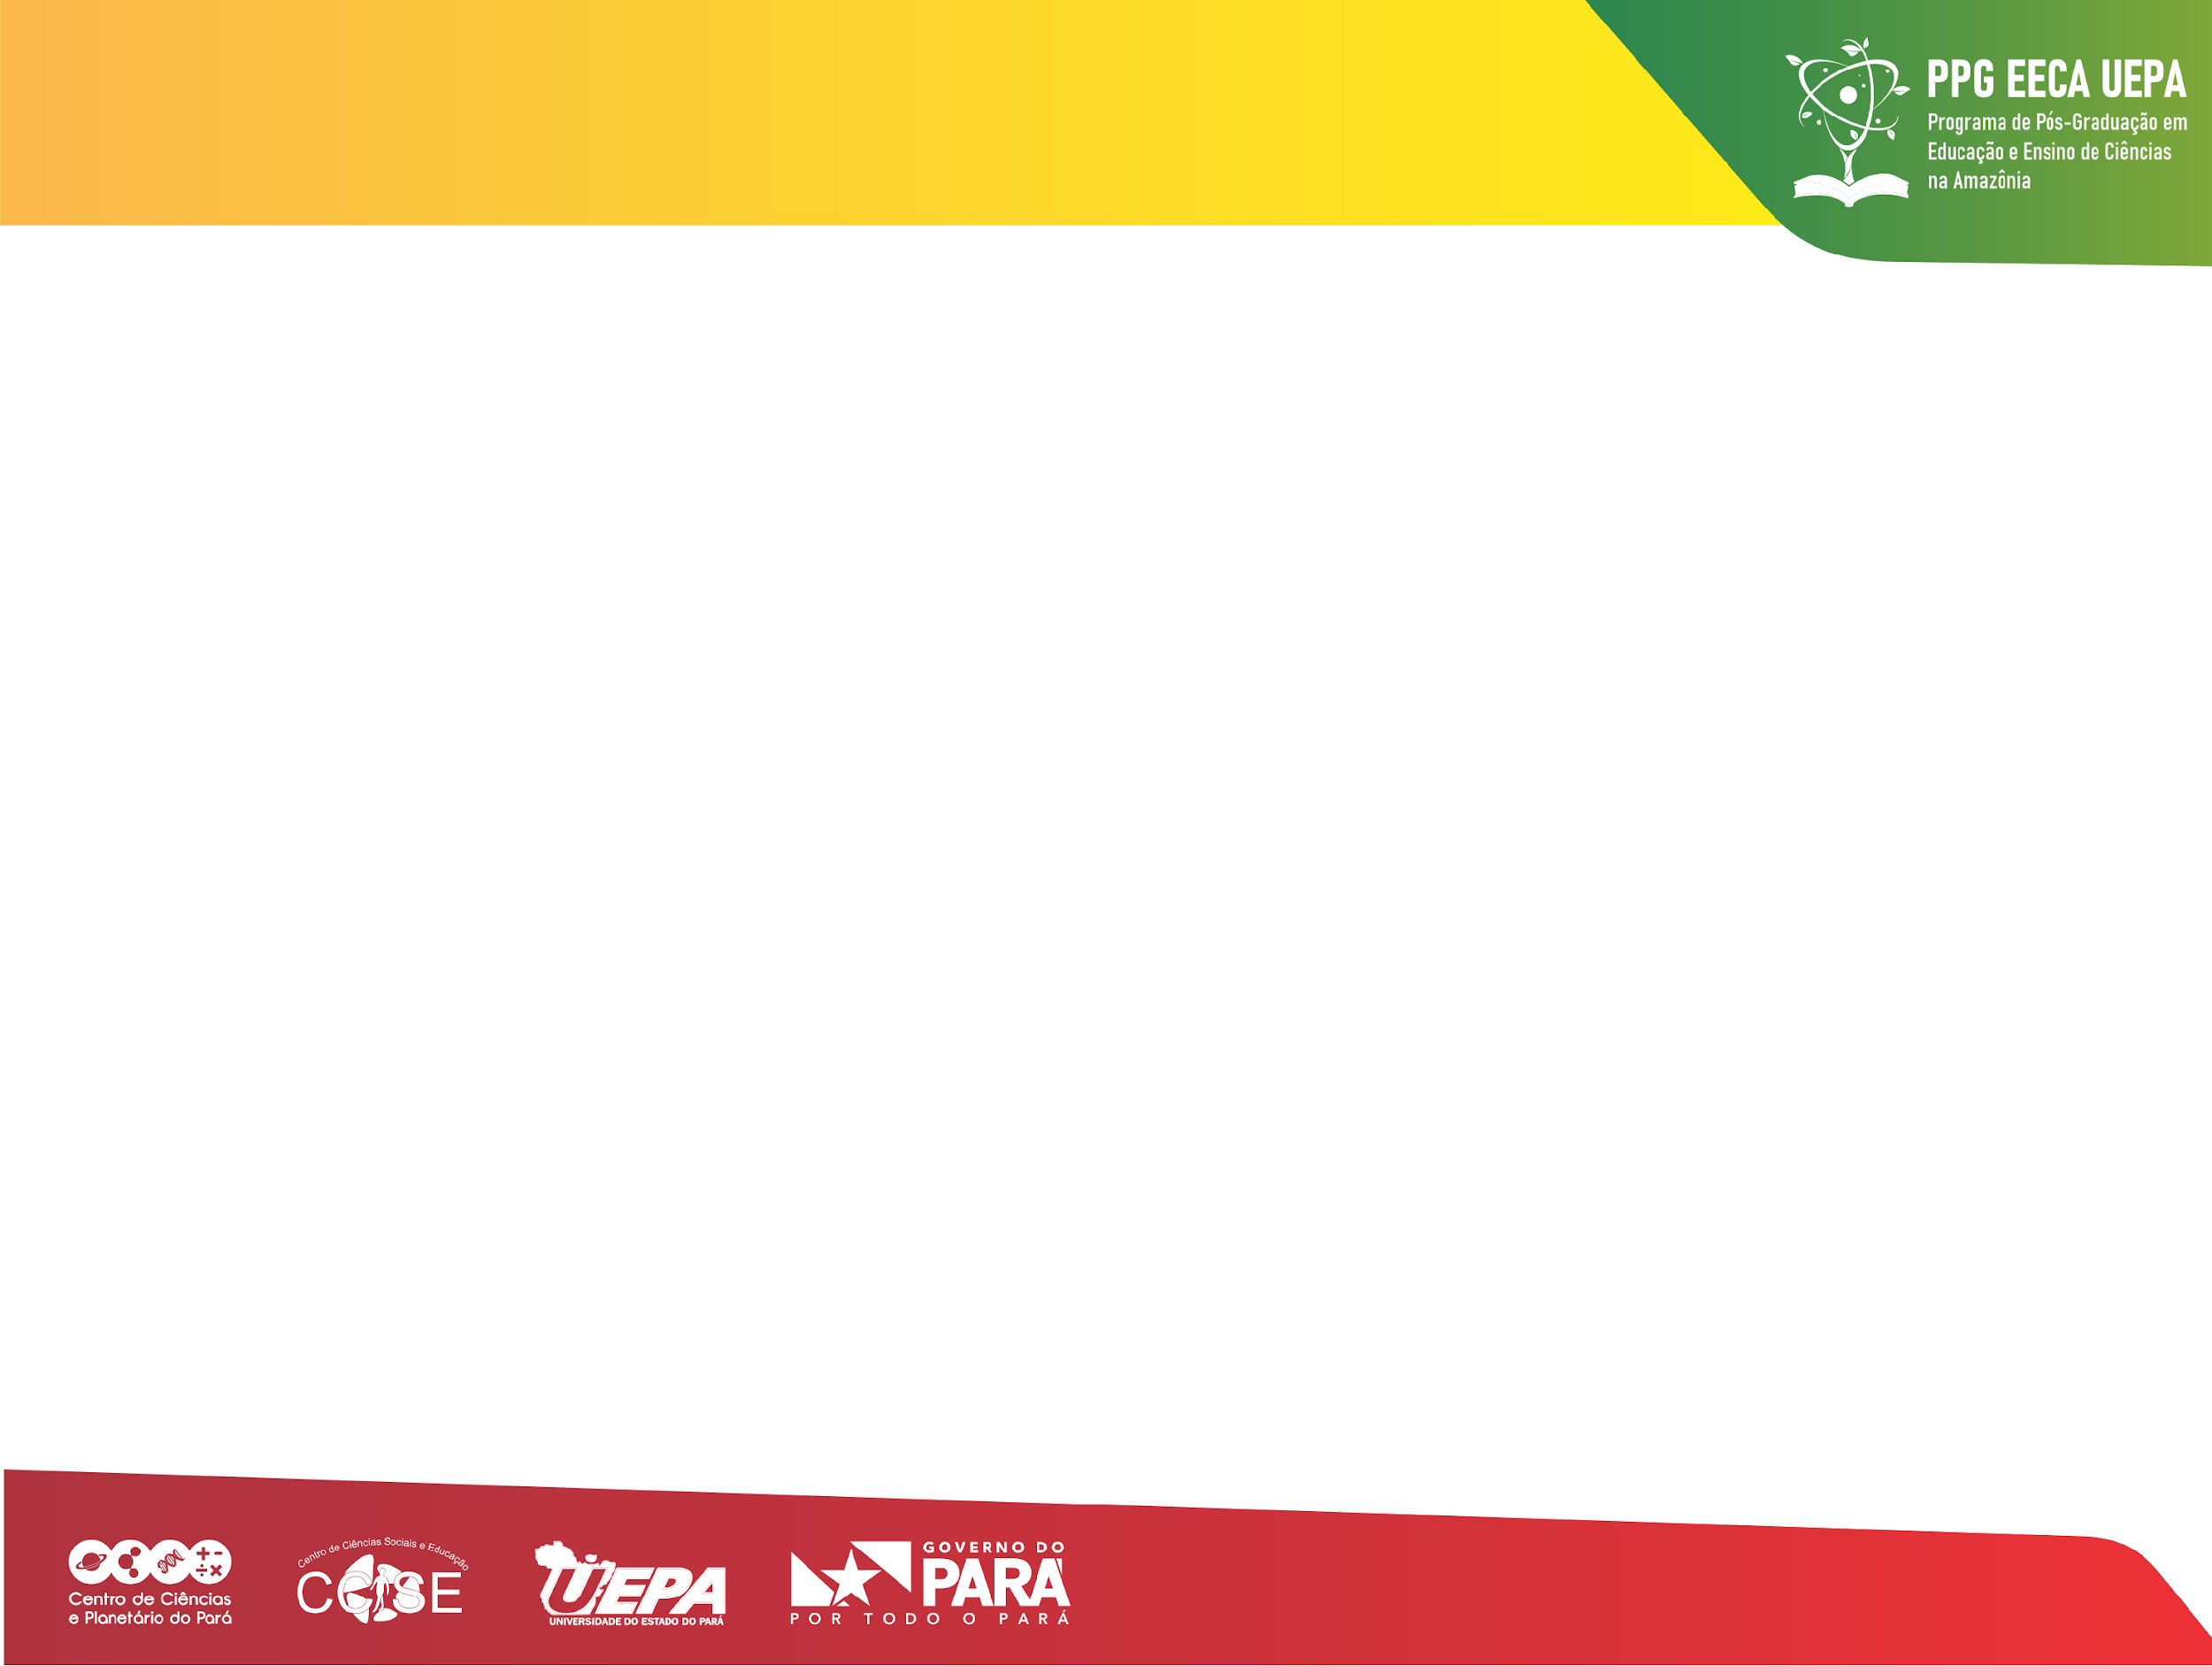 PPG EECA UEPA
Programa de Pós-Graduação em
Educação e Ensino de Ciências
na Amazônia
Centro de Ciências
e Planetário do Pará
Centro de Ciências Sociais e Educação
CCSE
UEPA
UNIVERSIDADE DO ESTADO DO PARÁ
GOVERNO DO
PARÁ
POR TODO O PARÁ